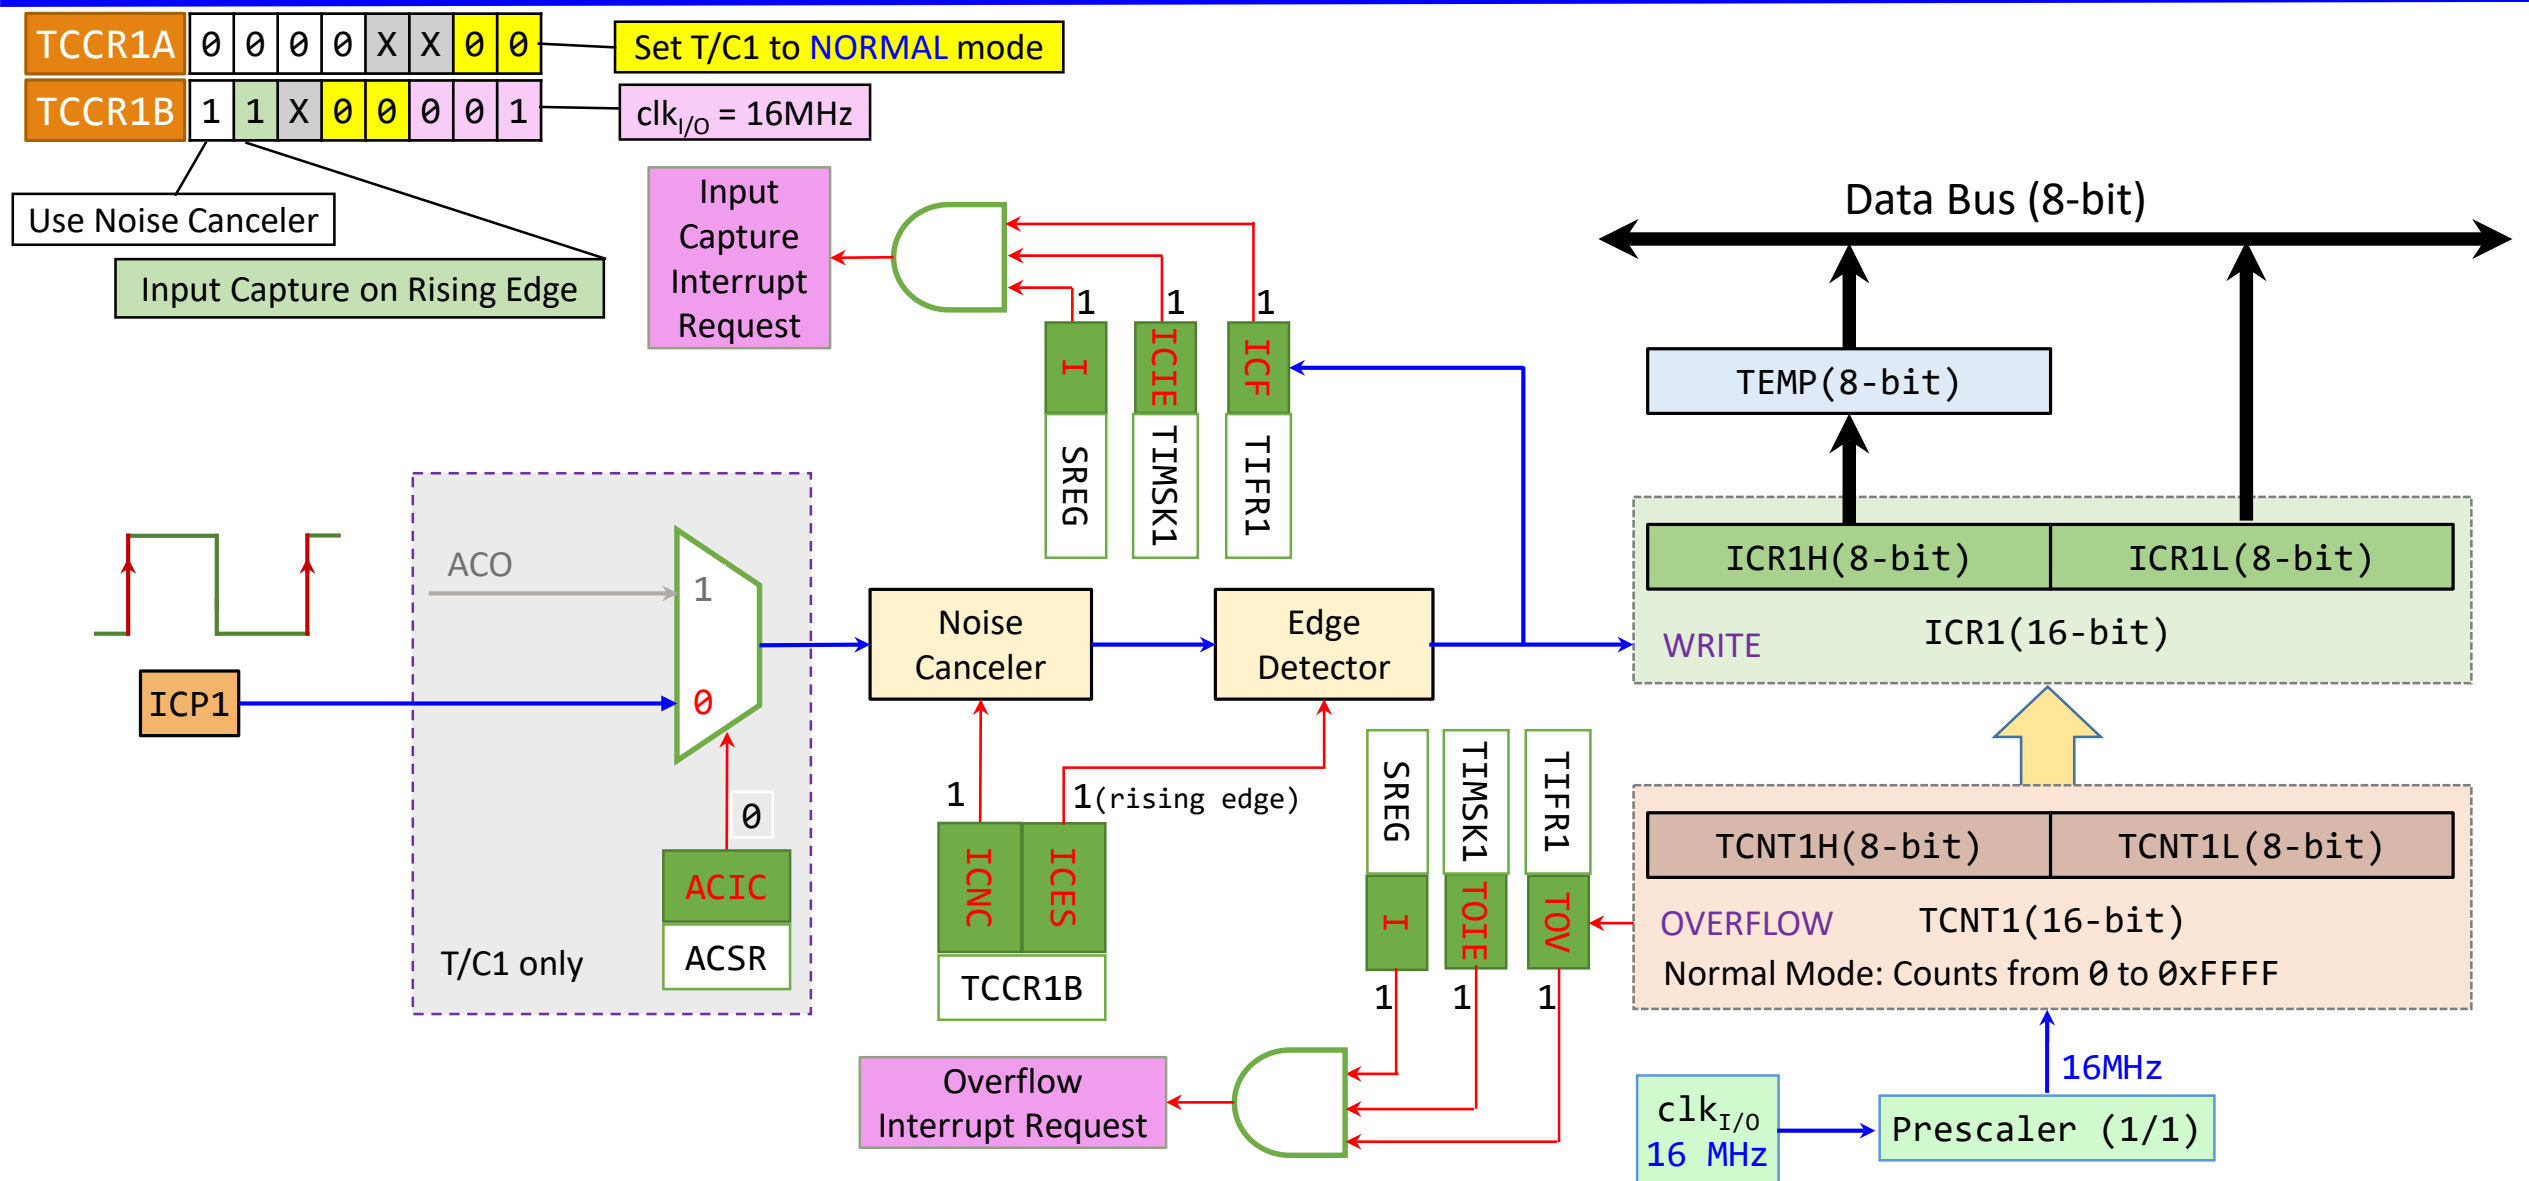 TCCR1A 0 0 0 0 X X 0 0
Set T/C1 to NORMAL mode
TCCR1B 1 1 X 0 0 0 0 1
clkI/O = 16MHz
Use Noise Canceler
Input Capture on Rising Edge
Input
Capture
Interrupt
Request
1 1 1
I ICIE ICF
SREG TIMSK1 TIFR1
Data Bus (8-bit)
TEMP(8-bit)
ICR1H(8-bit) ICR1L(8-bit)
WRITE ICR1(16-bit)
ACO
1
0
ICP1
0
ACIC
ACSR
T/C1 only
Noise
Canceler
Edge
Detector
1 1(rising edge)
ICNC ICES
TCCR1B
SREG TIMSK1 TIFR1
I TOIE TOV
1 1 1
TCNT1H(8-bit) TCNT1L(8-bit)
OVERFLOW TCNT1(16-bit)
Normal Mode: Counts from 0 to 0xFFFF
Overflow
Interrupt Request
16MHz
clkI/O
16 MHz
Prescaler (1/1)